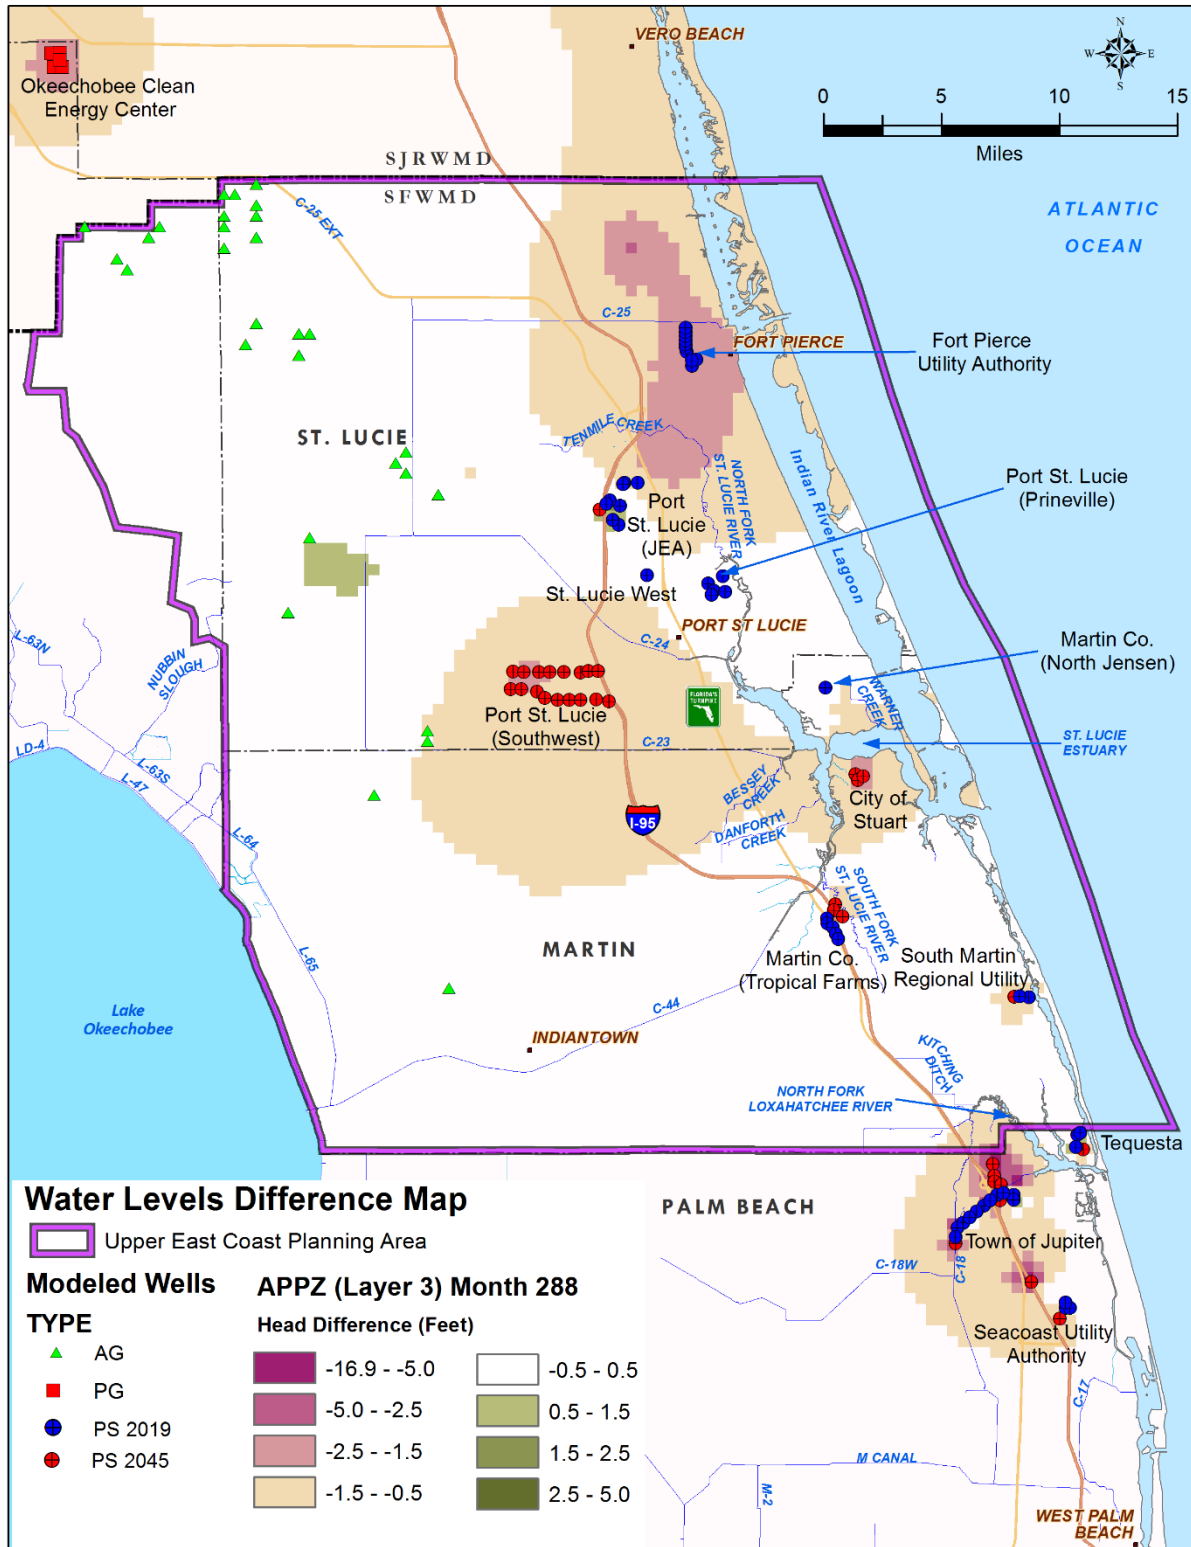 VERO BEACH
N
W
E
S
Okeechobee Clean
Energy Center
0
5
10
15
Miles
SJRWMD
SFWMD
C-25 EXT
ATLANTIC
OCEAN
C-25
FORT PIERCE
Fort Pierce
Utility Authority
ST. LUCIE
TENMILE CREEK
NORTH FORK
ST. LUCIE RIVER
Indian River Lagoon
Port St. Lucie
(Prineville)
Port
St. Lucie
(JEA)
St. Lucie West
PORT ST LUCIE
C-24
L-63N
NUBBIN
SLOUGH
Martin Co.
(North Jensen)
WARNER
CREEK
FLORIDA'S
TURNPIKE
Port St. Lucie
(Southwest)
C-23
ST. LUCIE
ESTUARY
LD-4
L-63S
L-47
BESSEY
CREEK
DANFORTH
CREEK
City of
Stuart
I-95
L-64
SOUTH FORK
ST. LUCIE RIVER
MARTIN
Martin Co.
(Tropical Farms)
South Martin
Regional Utility
L-65
C-44
Lake
Okeechobee
INDIANTOWN
KITCHING
DITCH
NORTH FORK
LOXAHATCHEE RIVER
Tequesta
PALM BEACH
Town of Jupiter
C-18
C-18W
Seacoast Utility
Authority
C-17
M CANAL
M-2
WEST PALM
BEACH
Water Levels Difference Map
Upper East Coast Planning Area
Modeled Wells
TYPE
AG
PG
PS 2019
PS 2045
APPZ (Layer 3) Month 288
Head Difference (Feet)
-16.9 - -5.0
-5.0 - -2.5
-2.5 - -1.5
-1.5 - -0.5
-0.5 - 0.5
0.5 - 1.5
1.5 - 2.5
2.5 - 5.0